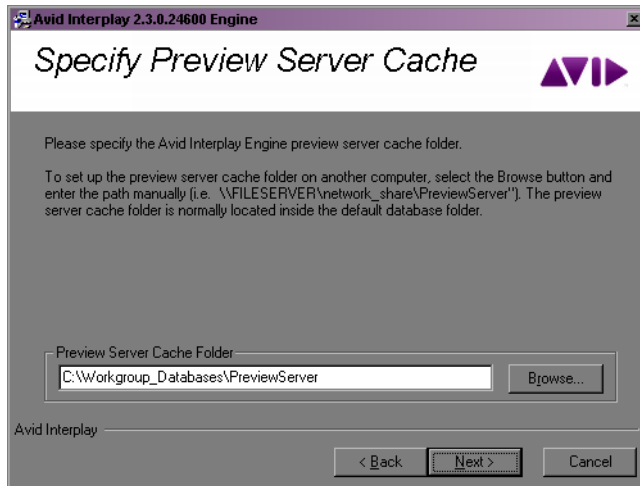 Avid Interplay 2.3.0.24600 Engine
Specify Preview Server Cache
AVID
Please specify the Avid Interplay Engine preview server cache folder.
To set up the preview server cache folder on another computer, select the Browse button and
enter the path manually (i.e.  \\FILESERVER\network_share\PreviewServer"). The preview
server cache folder is normally located inside the default database folder.
Preview Server Cache Folder
C:\Workgroup_Databases\PreviewServer
Browse...
Avid Interplay
< Back
Next >
Cancel